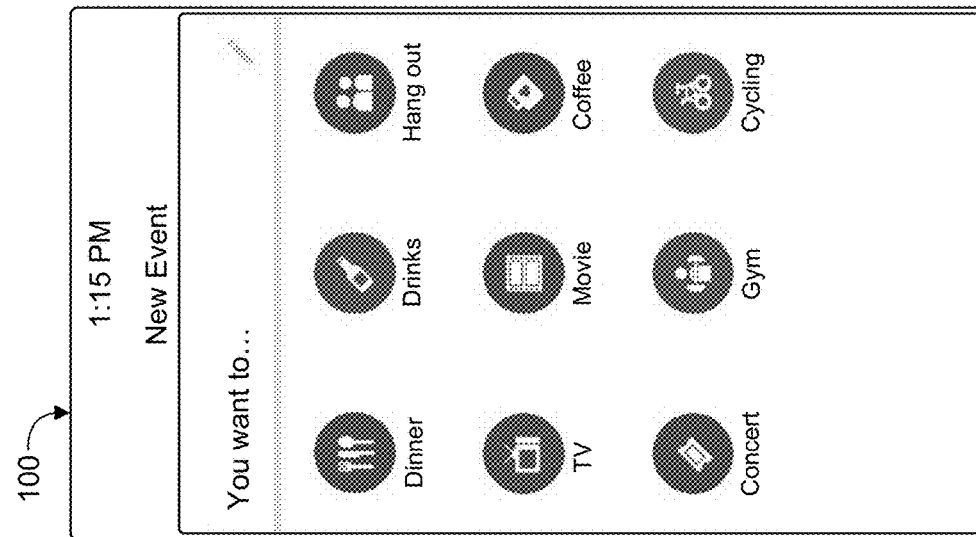 100
1:15 PM
New Event
You want to...
Dinner Drinks Hang out
TV Movie Coffee
Concert Gym Cycling